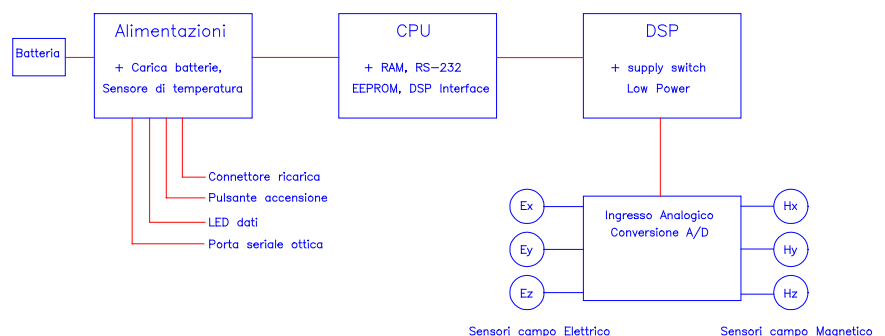 Alimentazioni
CPU
DSP
Batteria
+ Carica batterie,
Sensore di temperatura
+ RAM, RS-232
EEPROM, DSP Interface
+ supply switch
Low Power
Connettore ricarica
Pulsante accensione
LED dati
Porta seriale ottica
Ex
Ey
Ez
Ingresso Analogico
Conversione A/D
Hx
Hy
Hz
Sensori campo Elettrico
Sensori campo Magnetico